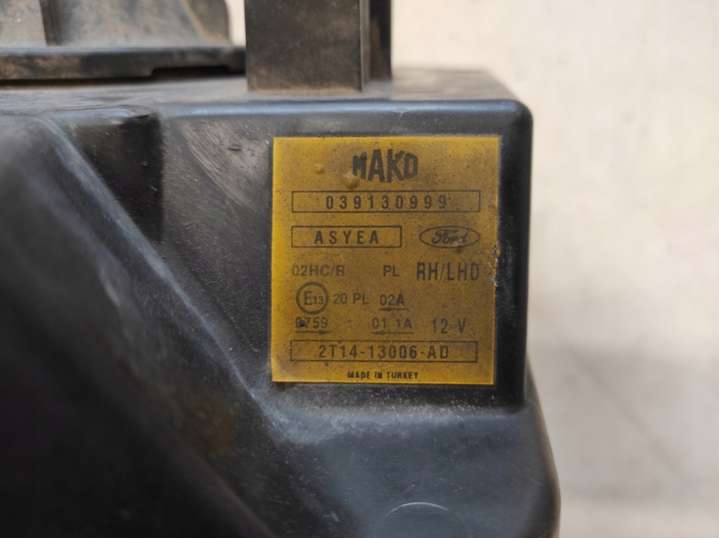 MAKO
039130999
ASYEA Ford
02HC/R PL RH/LHD
E13 20 PL 02A
0759 01 1A 12-V
2T14-13006-AD
MADE IN TURKEY